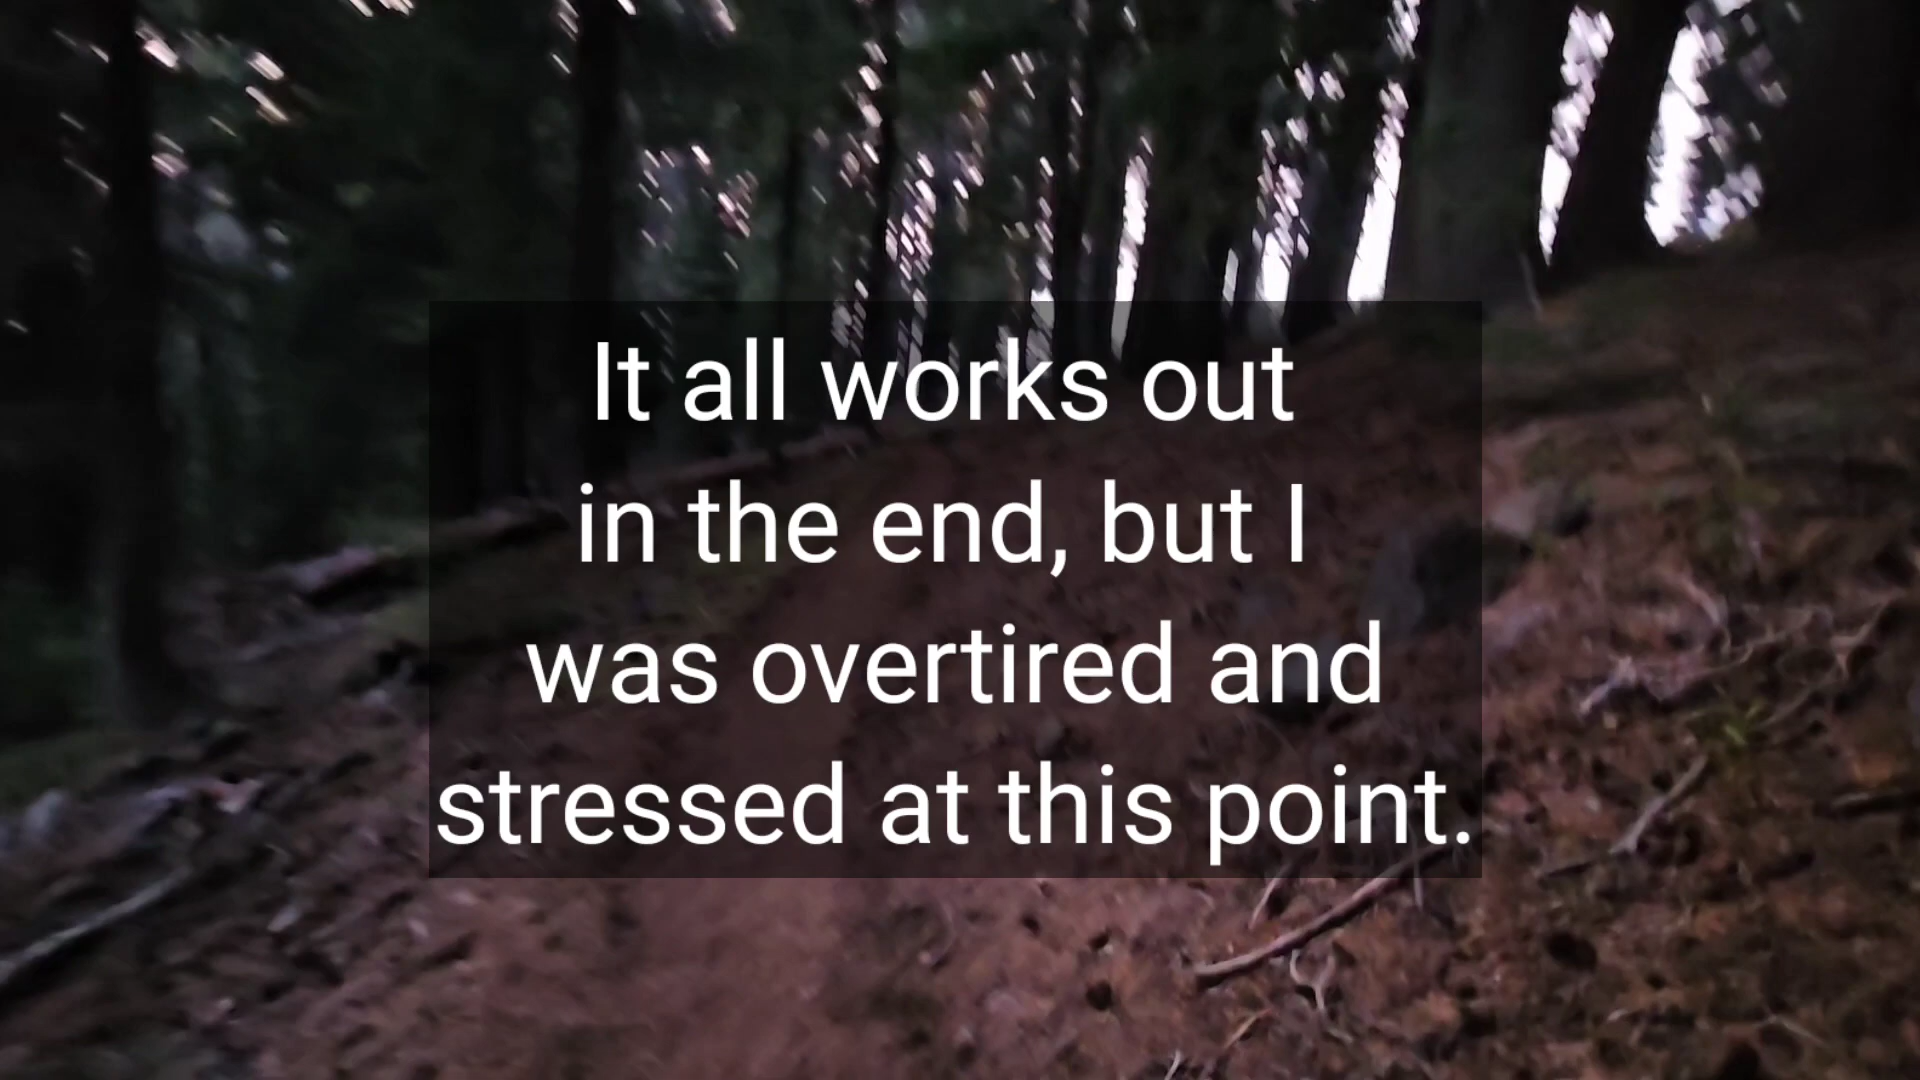 It all works out
in the end, but I
was overtired and
stressed at this point.